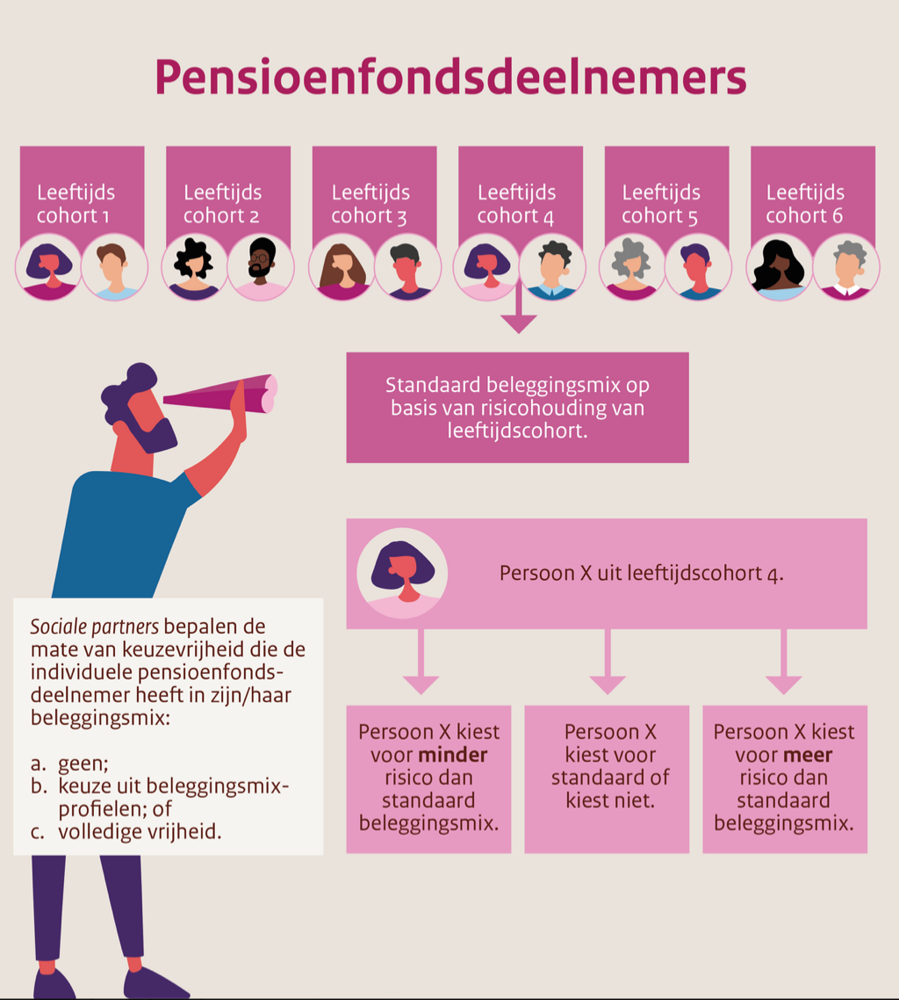 Pensioenfondsdeelnemers
Leeftijds
cohort 1
Leeftijds
cohort 2
Leeftijds
cohort 3
Leeftijds
cohort 4
Leeftijds
cohort 5
Leeftijds
cohort 6
Standaard beleggingsmix op
basis van risicohouding van
leeftijdscohort.
Persoon X uit leeftijdscohort 4.
Sociale partners bepalen de
mate van keuzevrijheid die de
individuele pensioenfonds-
deelnemer heeft in zijn/haar
beleggingsmix:
a. geen;
b. keuze uit beleggingsmix-
profielen; of
c. volledige vrijheid.
Persoon X kiest
voor minder
risico dan
standaard
beleggingsmix.
Persoon X
kiest voor
standaard of
kiest niet.
Persoon X kiest
voor meer
risico dan
standaard
beleggingsmix.